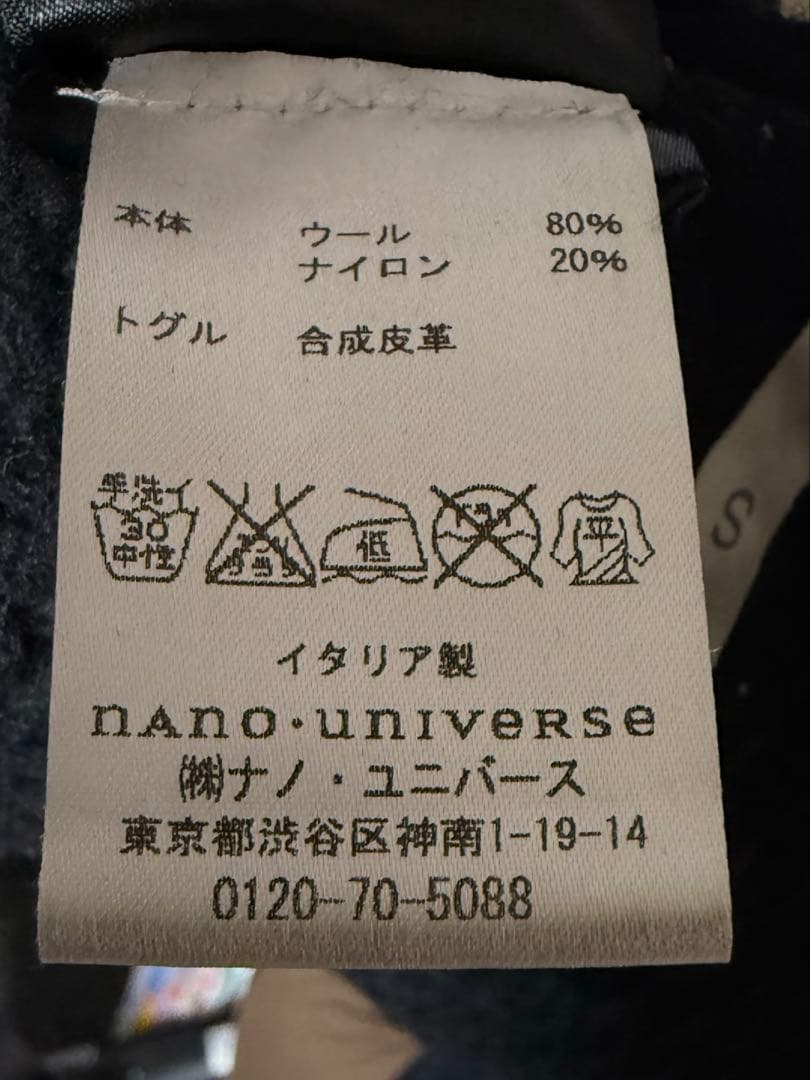 本体 ウール 80%
ナイロン 20%
トグル 合成皮革
手洗イ
30
中性
低
平
イタリア製
nAno・universe
㈱ナノ・ユニバース
東京都渋谷区神南1-19-14
0120-70-5088
S